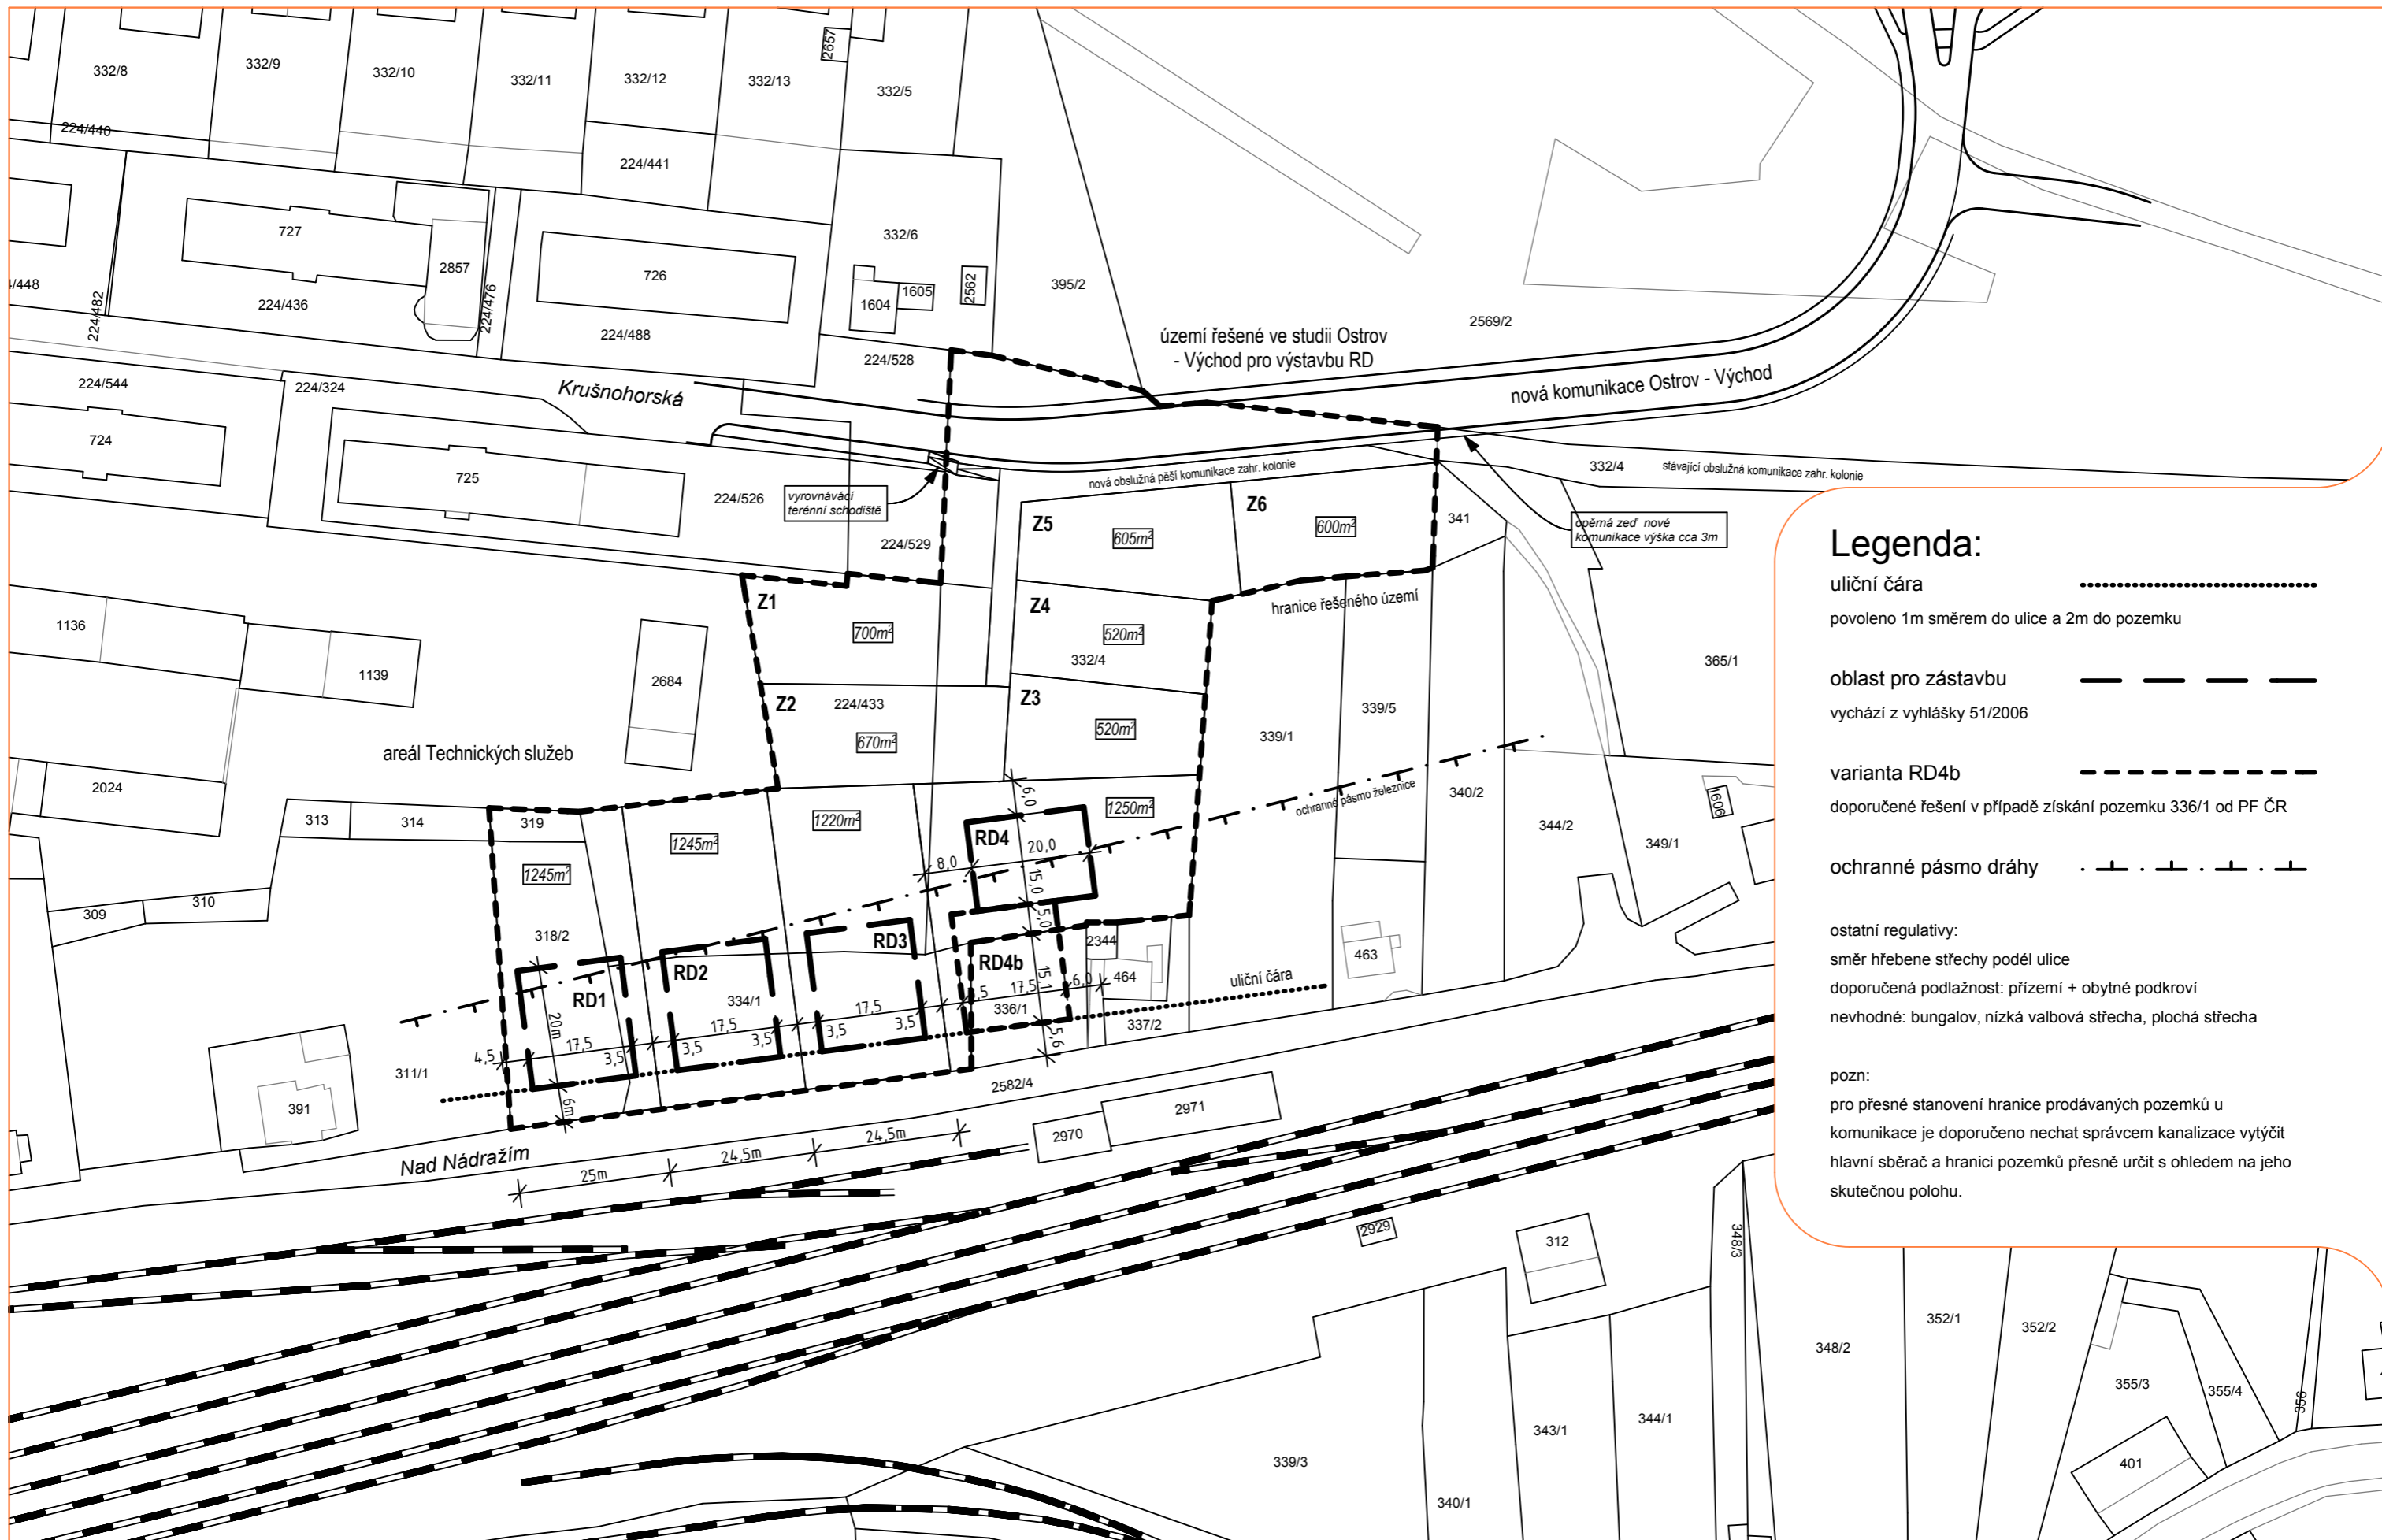 332/8
332/9
332/10
332/11
332/12
332/13
2657
332/5
224/440
224/441
727
2857
726
332/6
1604
1605
2562
395/2
224/482
224/436
224/476
224/488
224/528
území řešené ve studii Ostrov
- Východ pro výstavbu RD
2569/2
224/544
224/324
Krušnohorská
nová komunikace Ostrov - Východ
724
725
224/526
vyrovnávácí
terénní schodiště
nová obslužná pěší komunikace zahr. kolonie
332/4
stávající obslužná komunikace zahr. kolonie
224/529
Z5
605m²
Z6
600m²
341
opěrná zeď nové
komunikace výška cca 3m
Z1
700m²
Z4
520m²
332/4
hranice řešeného území
1136
1139
2684
Z2
224/433
670m²
Z3
520m²
339/1
339/5
365/1
areál Technických služeb
2024
313
314
319
1245m²
1245m²
1220m²
1250m²
6,0
RD4
20,0
8,0
15,0
5,0
ochranné pásmo železnice
340/2
344/2
349/1
1606
309
310
318/2
RD1
RD2
RD3
RD4b
2344
464
463
334/1
336/1
337/2
uliční čára
20m
17,5
3,5
4,5
6m
3,5
17,5
3,5
3,5
17,5
3,5
17,5
15,1
6,0
5,6
311/1
391
2582/4
2970
2971
Nad Nádražím
25m
24,5m
24,5m
2929
312
348/3
348/2
352/1
352/2
355/3
355/4
356
401
339/3
340/1
343/1
344/1
Legenda:
uliční čára
povoleno 1m směrem do ulice a 2m do pozemku
oblast pro zástavbu
vychází z vyhlášky 51/2006
varianta RD4b
doporučené řešení v případě získání pozemku 336/1 od PF ČR
ochranné pásmo dráhy
ostatní regulativy:
směr hřebene střechy podél ulice
doporučená podlažnost: přízemí + obytné podkroví
nevhodné: bungalov, nízká valbová střecha, plochá střecha
pozn:
pro přesné stanovení hranice prodávaných pozemků u
komunikace je doporučeno nechat správcem kanalizace vytýčit
hlavní sběrač a hranici pozemků přesně určit s ohledem na jeho
skutečnou polohu.